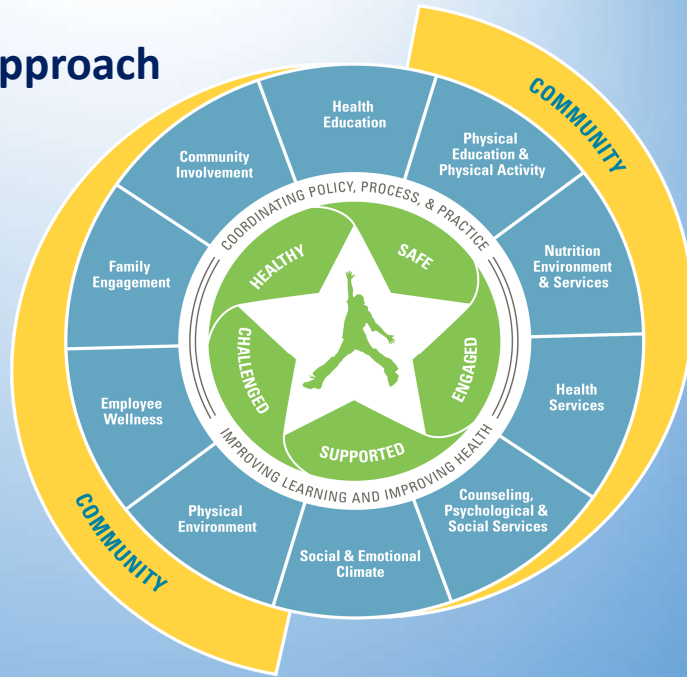 pproach
COMMUNITY
Health
Education
Physical
Education &
Physical Activity
Nutrition
Environment
& Services
Health
Services
Counseling,
Psychological &
Social Services
Social & Emotional
Climate
Physical
Environment
Employee
Wellness
Family
Engagement
Community
Involvement
COORDINATING POLICY, PROCESS, & PRACTICE
IMPROVING LEARNING AND IMPROVING HEALTH
HEALTHY
SAFE
ENGAGED
SUPPORTED
CHALLENGED
COMMUNITY